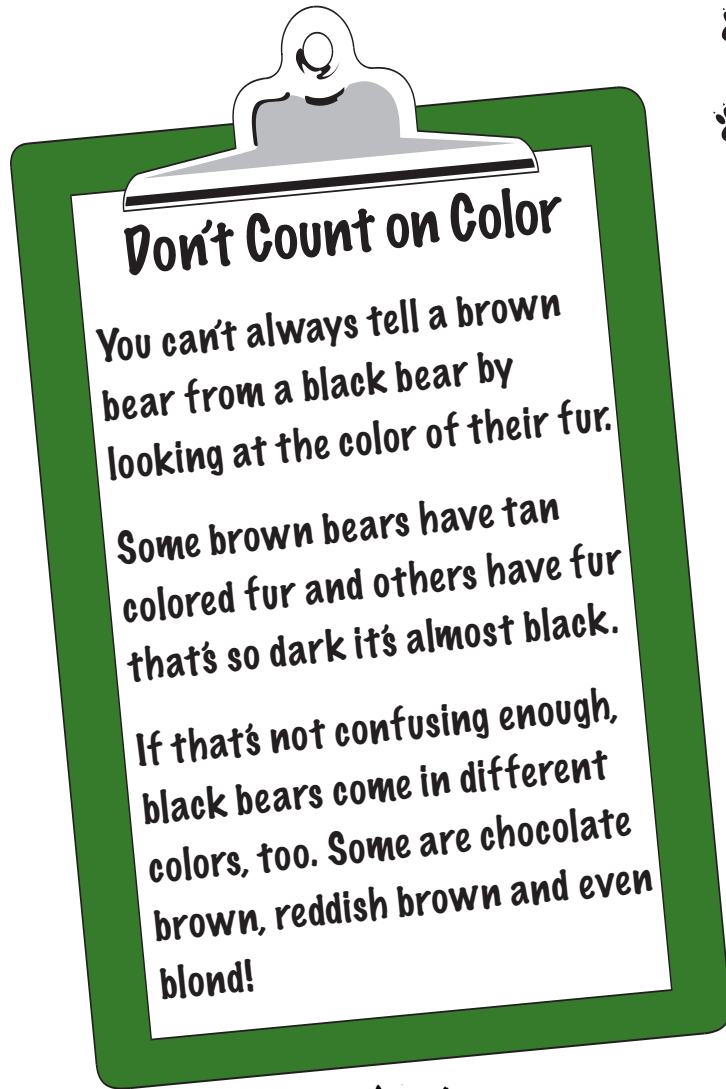 Don't Count on Color
You can't always tell a brown
bear from a black bear by
looking at the color of their fur.
Some brown bears have tan
colored fur and others have fur
that's so dark it's almost black.
If that's not confusing enough,
black bears come in different
colors, too. Some are chocolate
brown, reddish brown and even
blond!